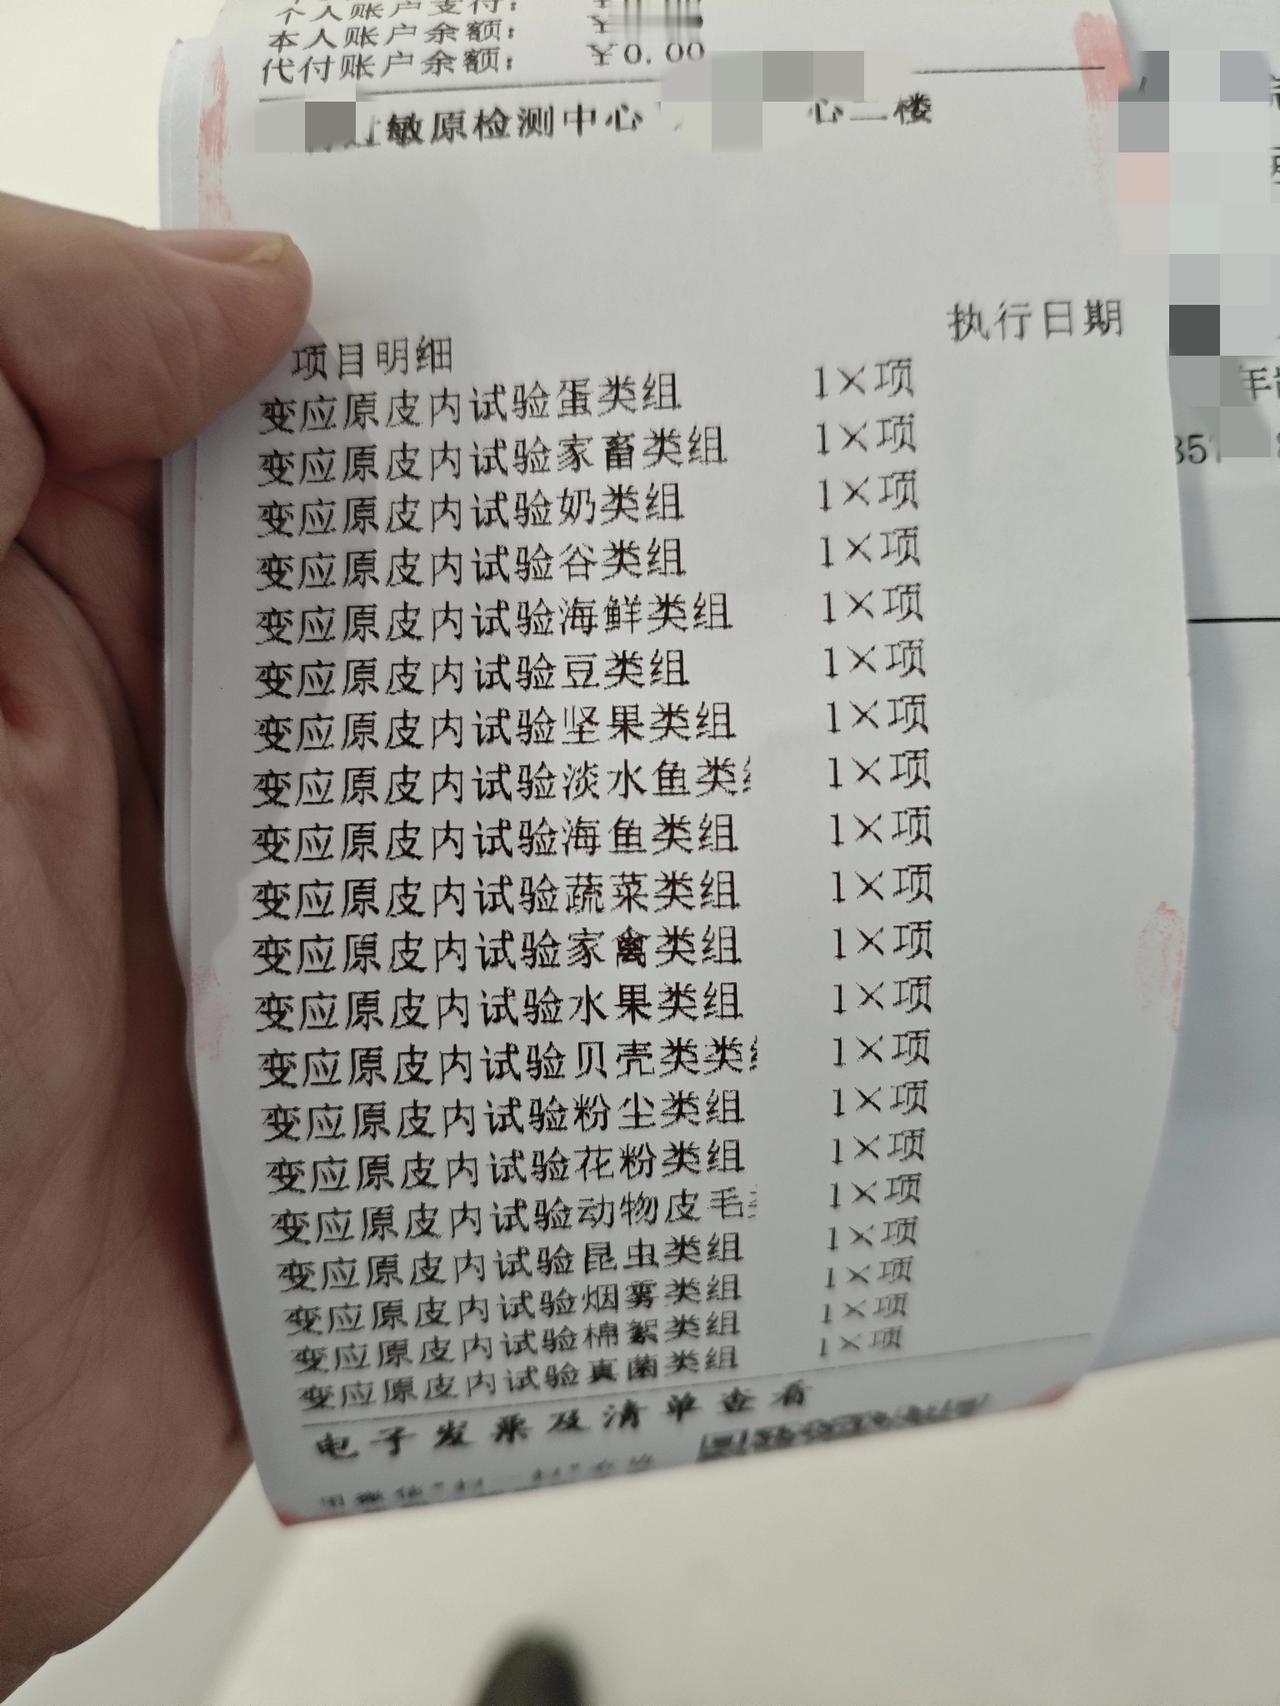 个人账户支付：
本人账户余额： ¥
代付账户余额： ¥0.00
敏原检测中心 心二楼
执行日期
项目明细
变应原皮内试验蛋类组 1×项
变应原皮内试验家畜类组 1×项
变应原皮内试验奶类组 1×项
变应原皮内试验谷类组 1×项
变应原皮内试验海鲜类组 1×项
变应原皮内试验豆类组 1×项
变应原皮内试验坚果类组 1×项
变应原皮内试验淡水鱼类 1×项
变应原皮内试验海鱼类组 1×项
变应原皮内试验蔬菜类组 1×项
变应原皮内试验家禽类组 1×项
变应原皮内试验水果类组 1×项
变应原皮内试验贝壳类类 1×项
变应原皮内试验粉尘类组 1×项
变应原皮内试验花粉类组 1×项
变应原皮内试验动物皮毛 1×项
变应原皮内试验昆虫类组 1×项
变应原皮内试验烟雾类组 1×项
变应原皮内试验棉絮类组 1×项
变应原皮内试验真菌类组 1×项
电子发票及清单查看